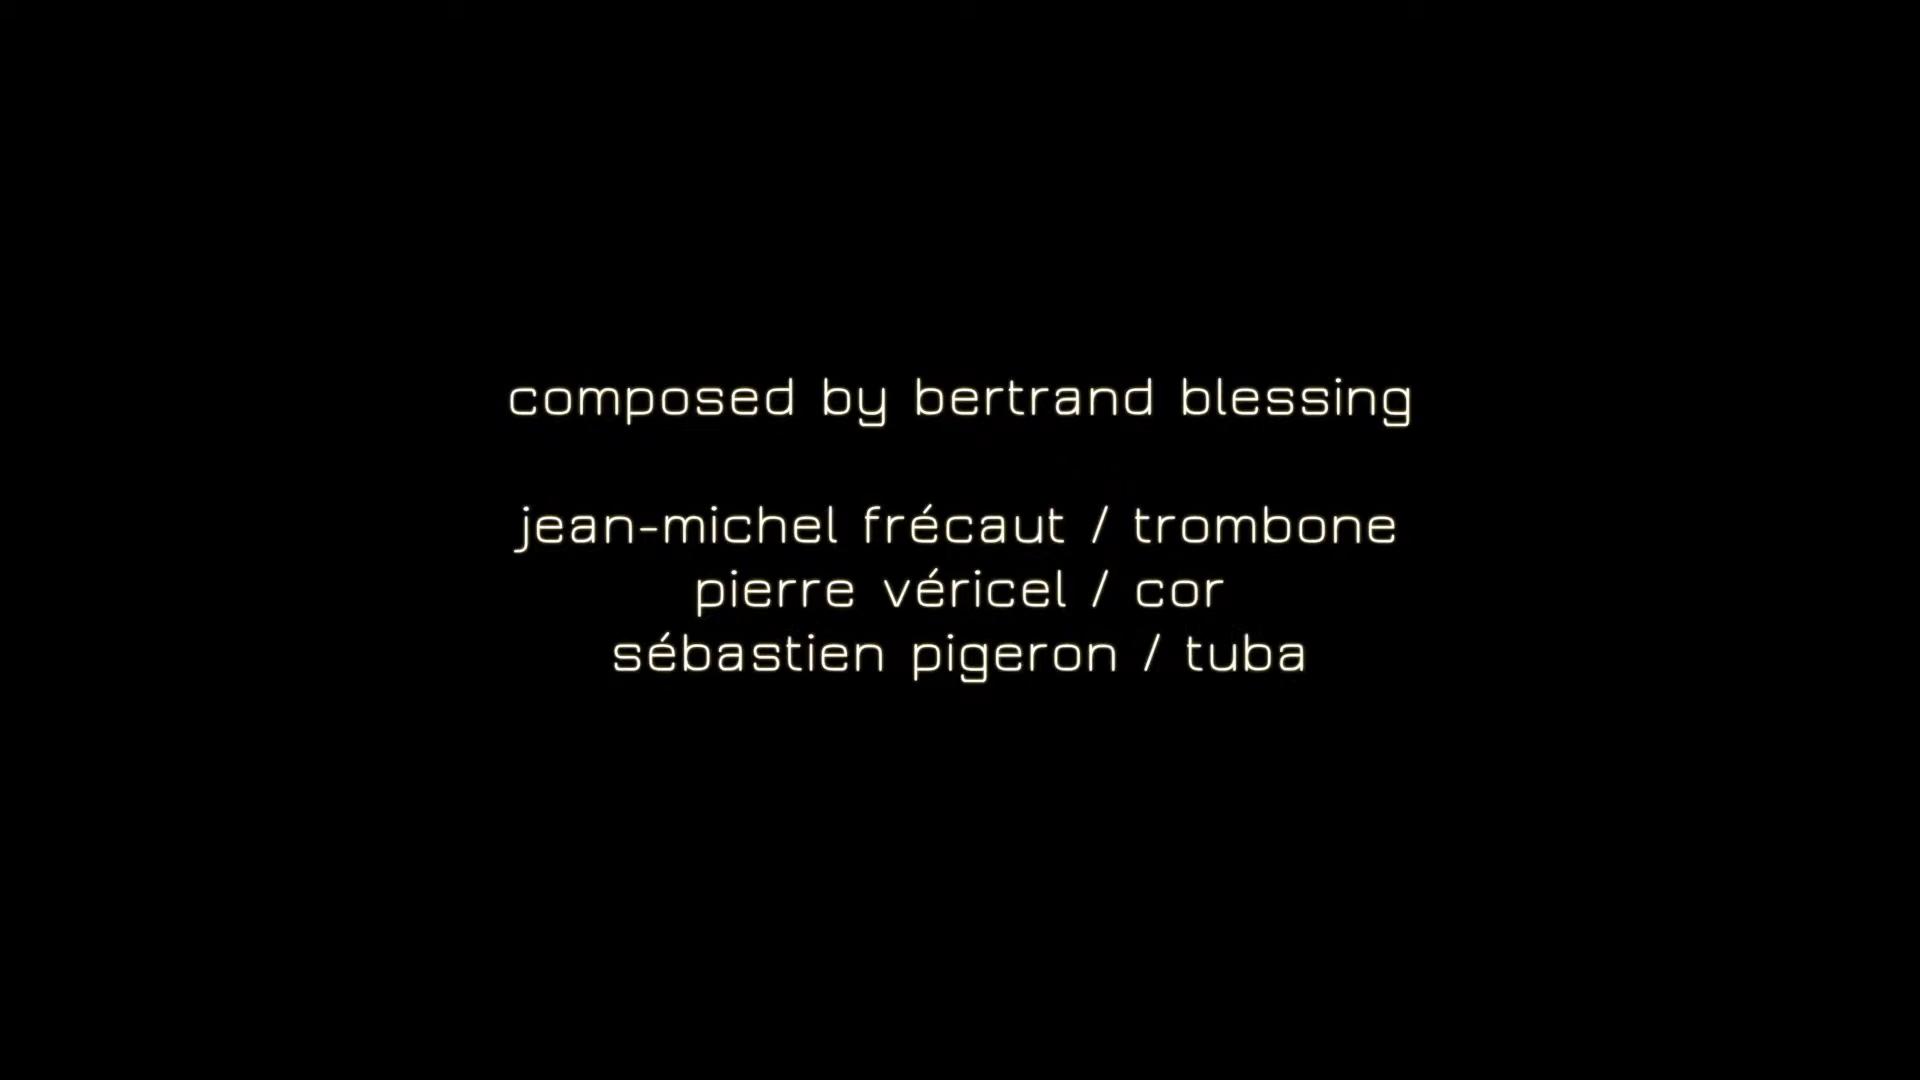 composed by bertrand blessing
jean-michel frécaut / trombone
pierre véricel / cor
sébastien pigeron / tuba